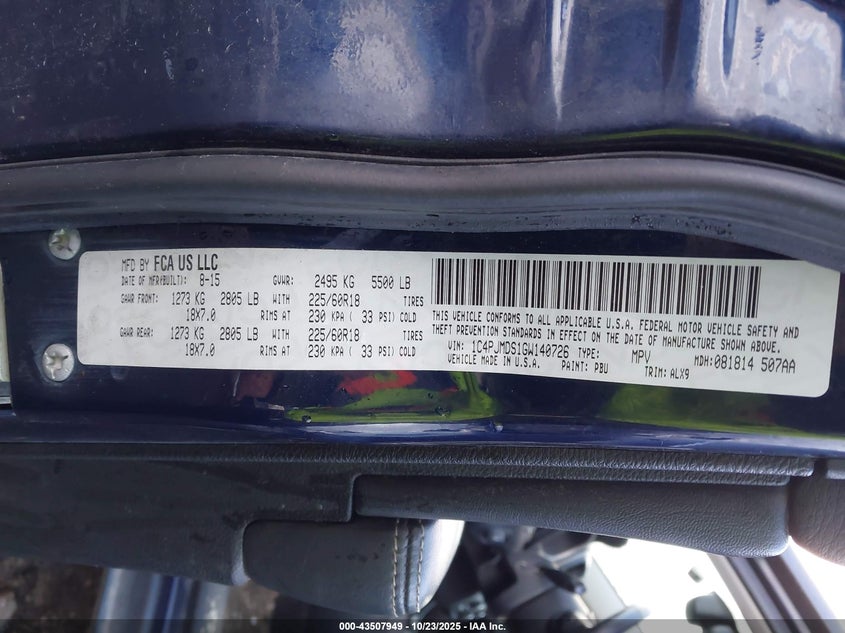 MFD BY FCA US LLC
DATE OF MFR(BUILT): 8-15 GVWR: 2495 KG 5500 LB
GAWR FRONT: 1273 KG 2805 LB WITH 225/60R18 TIRES
18X7.0 RIMS AT 230 KPA ( 33 PSI) COLD
GAWR REAR: 1273 KG 2805 LB WITH 225/60R18 TIRES
18X7.0 RIMS AT 230 KPA ( 33 PSI) COLD
THIS VEHICLE CONFORMS TO ALL APPLICABLE U.S.A. FEDERAL MOTOR VEHICLE SAFETY AND
THEFT PREVENTION STANDARDS IN EFFECT ON THE DATE OF MANUFACTURE SHOWN ABOVE.
VIN: 1C4PJMDS1GW140726 TYPE: MPV MDH: 081814 507AA
VEHICLE MADE IN U.S.A. PAINT: PBU TRIM: ALX9
000-43507949 - 10/23/2025 - IAA Inc.